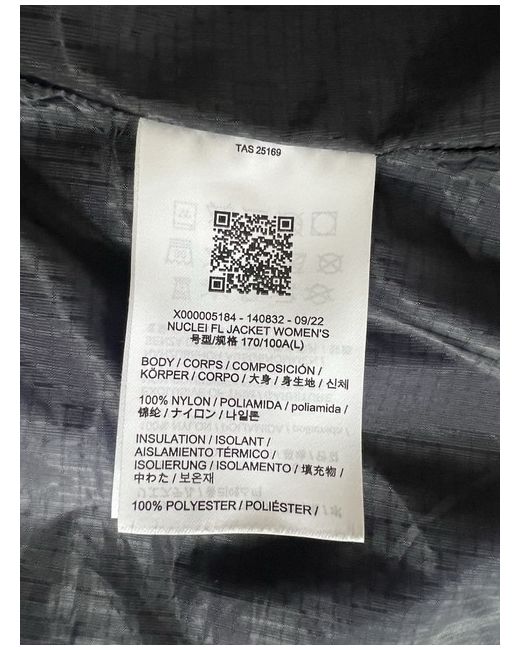 TAS 25169
X000005184 - 140832 - 09/22
NUCLEI FL JACKET WOMEN'S
号型/规格 170/100A(L)
BODY / CORPS / COMPOSICIÓN /
KÖRPER / CORPO / 大身 / 身生地 / 신체
100% NYLON / POLIAMIDA / poliamida /
锦纶 / ナイロン / 나일론
INSULATION / ISOLANT /
AISLAMIENTO TÉRMICO /
ISOLIERUNG / ISOLAMENTO / 填充物 /
中わた / 보온재
100% POLYESTER / POLIÉSTER /